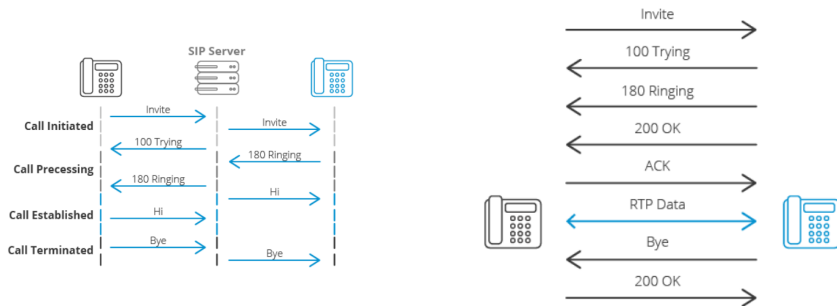 SIP Server
Call Initiated
Invite
Invite
100 Trying
Call Precessing
180 Ringing
180 Ringing
Hi
Call Established
Hi
Call Terminated
Bye
Bye
Invite
100 Trying
180 Ringing
200 OK
ACK
RTP Data
Bye
200 OK